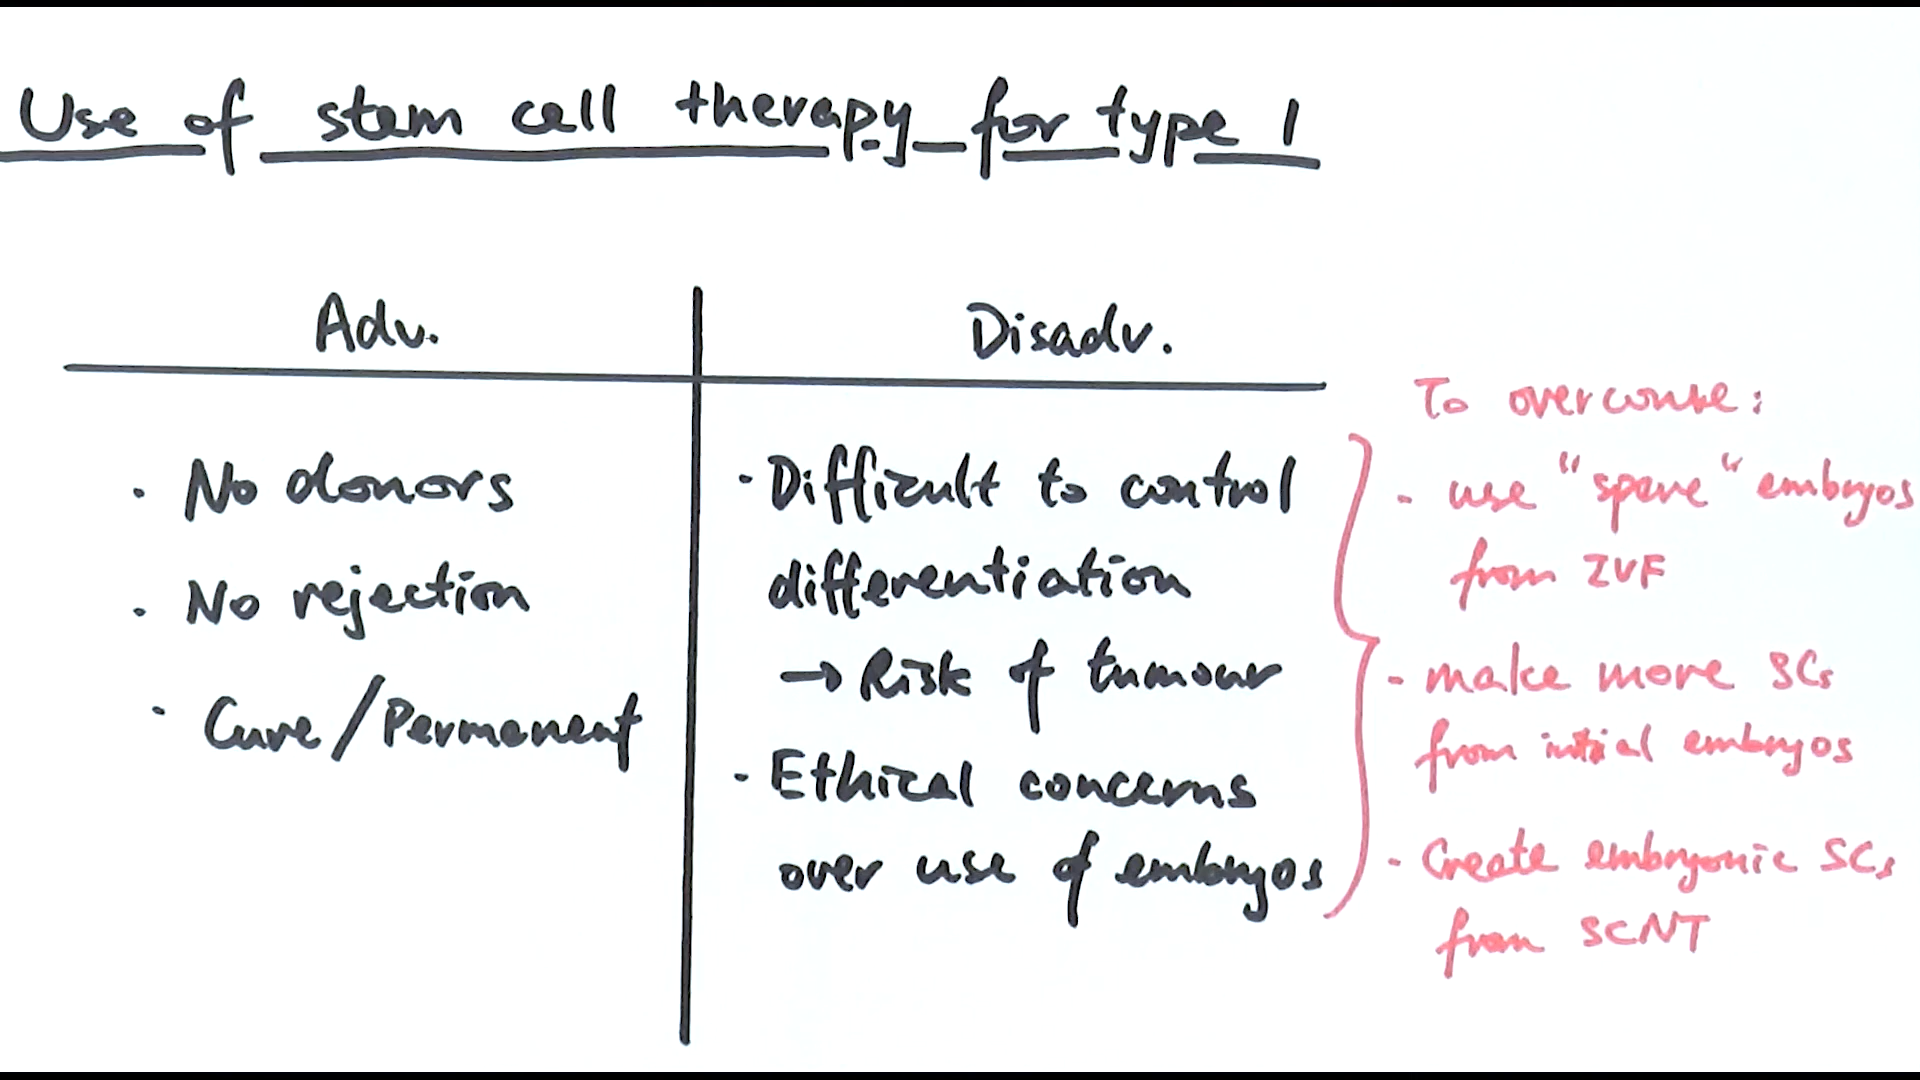 Use of stem cell therapy for type 1
Adv.
Disadv.
· No donors
· No rejection
· Cure/Permanent
· Difficult to control
differentiation
→ Risk of tumour
· Ethical concerns
over use of embryos
To overcome:
- use "spare" embryos
from IVF
- make more SCs
from initial embryos
- Create embryonic SCs
from SCNT